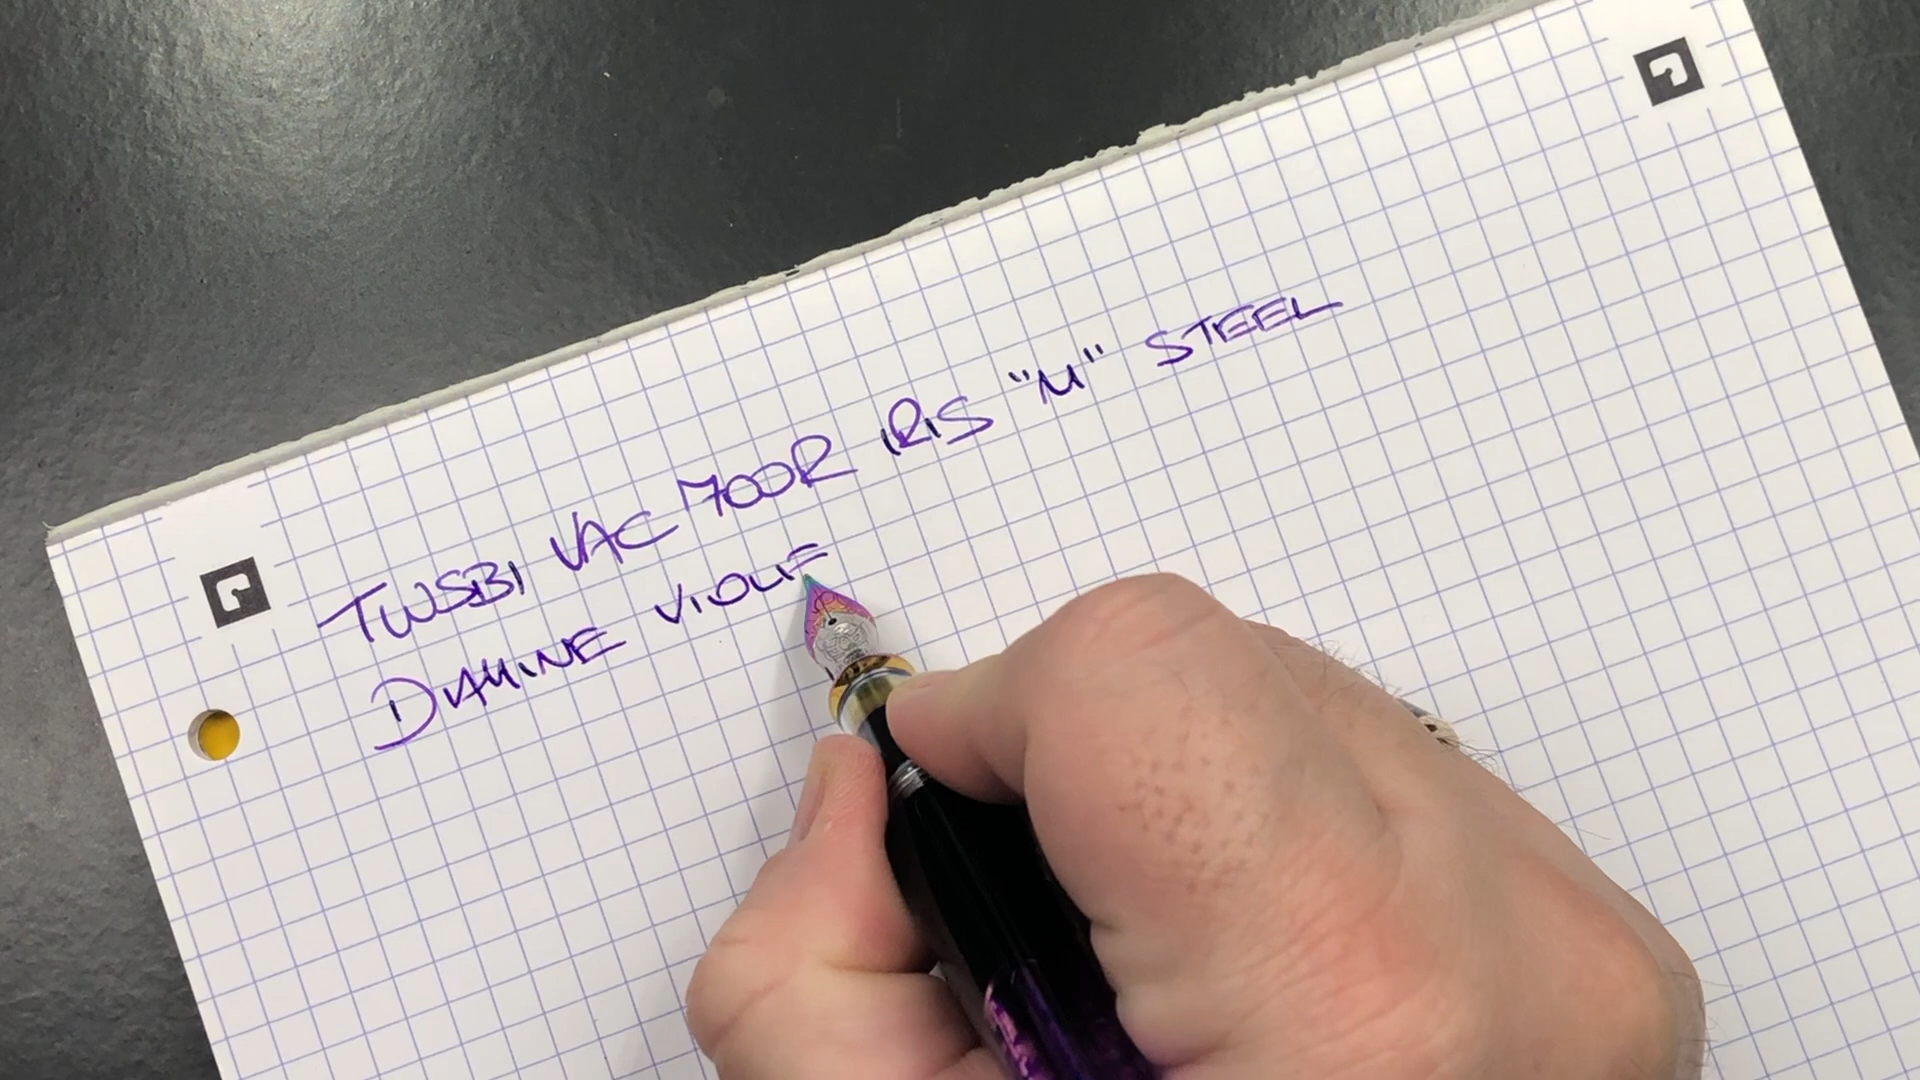 TWSBI VAC 700R IRIS "M" STEEL
DIAMINE VIOLE